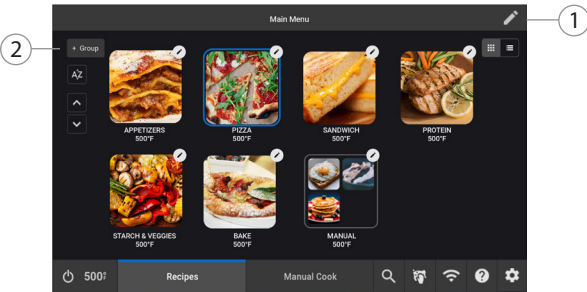 Main Menu
1
2
+ Group
AZ
APPETIZERS
500°F
PIZZA
500°F
SANDWICH
500°F
PROTEIN
500°F
STARCH & VEGGIES
500°F
BAKE
500°F
MANUAL
500°F
500°F
Recipes
Manual Cook
?